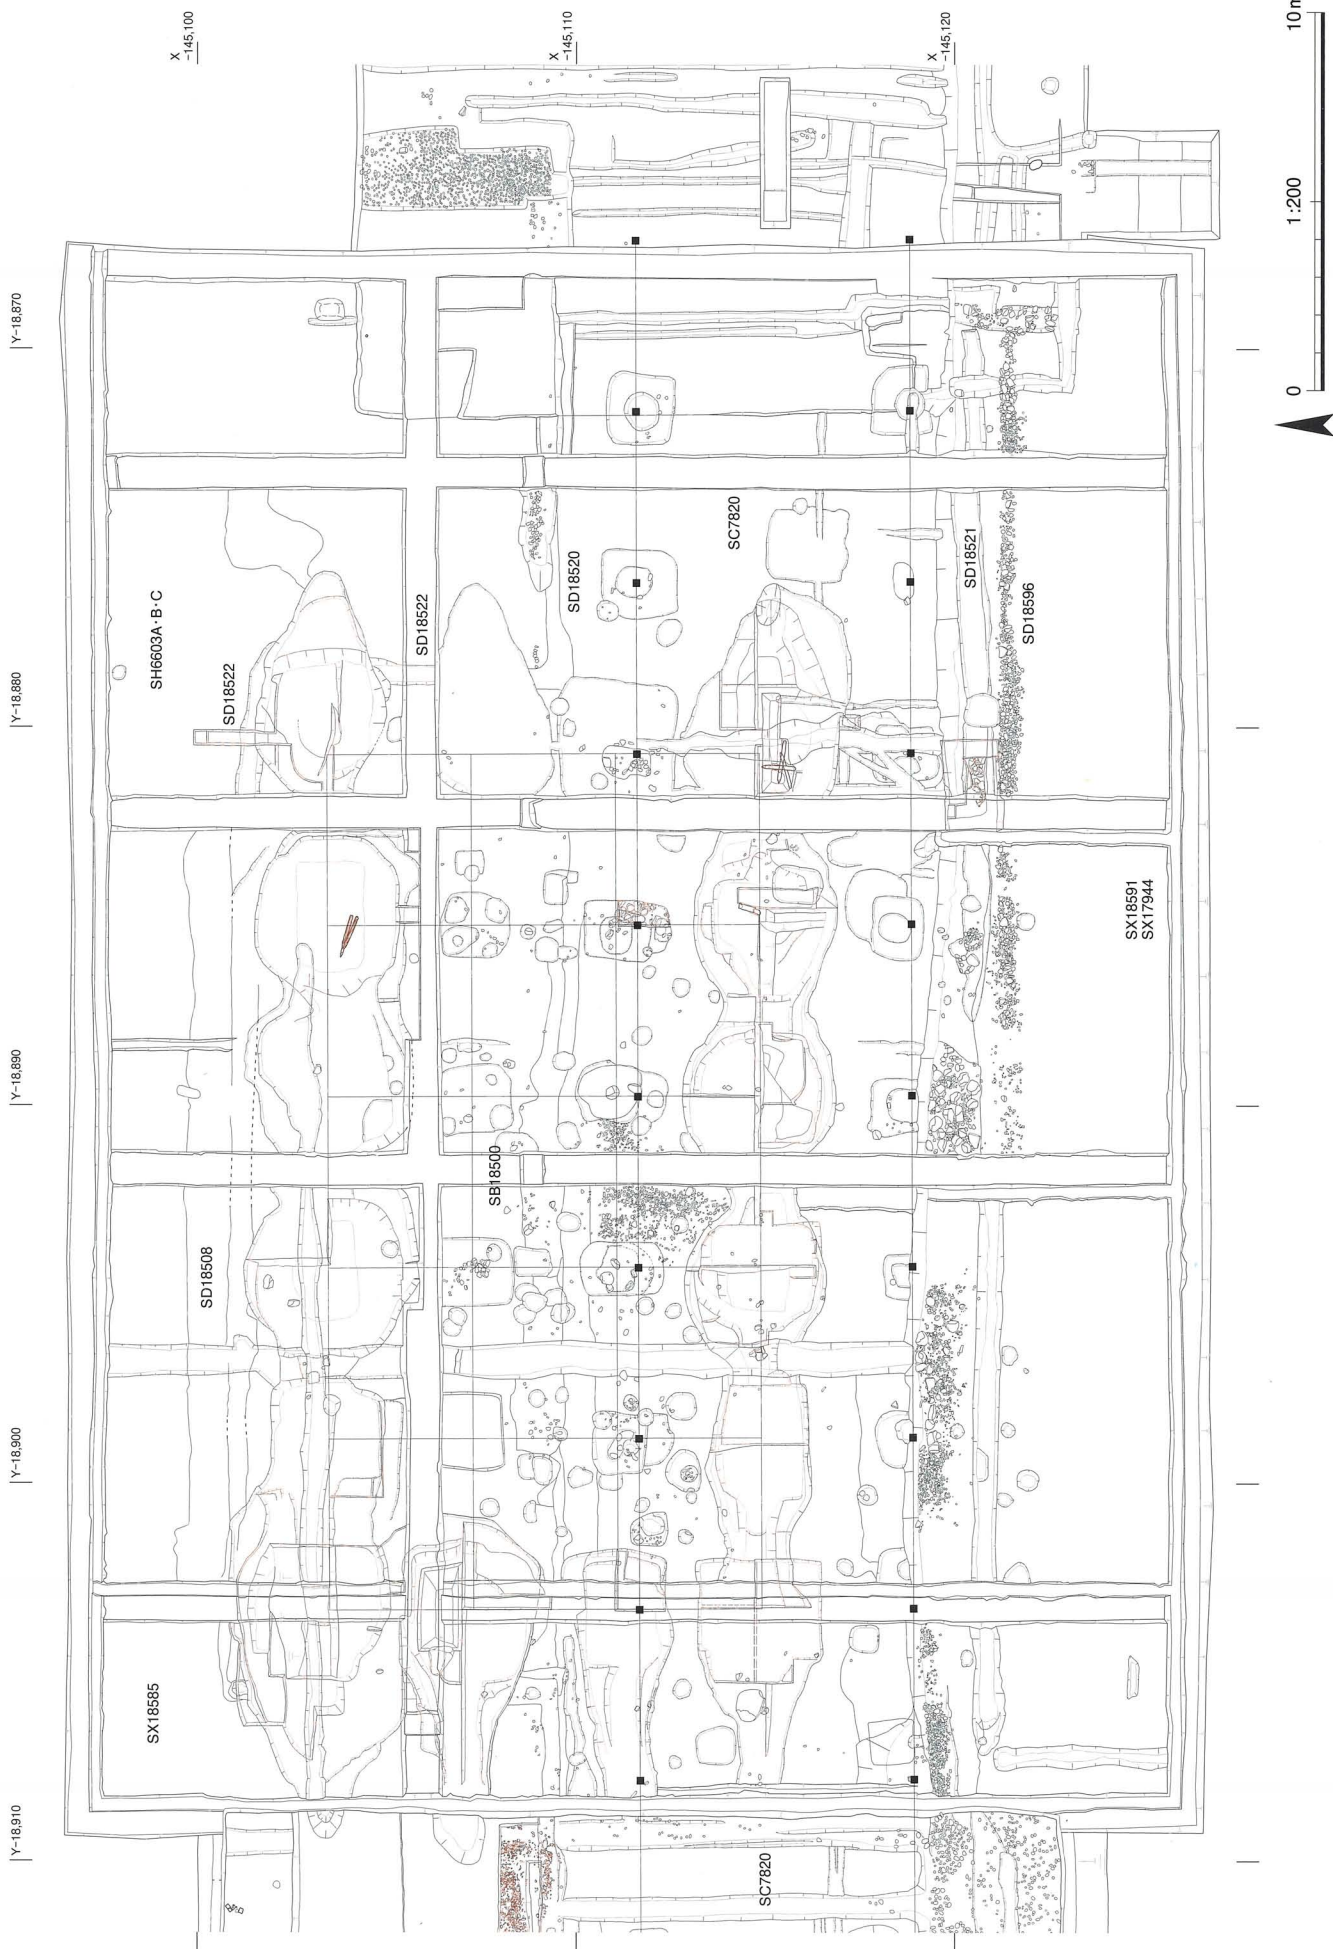 X
-145,100
X
-145,110
X
-145,120
10m
1:200
0
Y-18,870
Y-18,880
Y-18,890
Y-18,900
Y-18,910
SH6603A・B・C
SD18522
SD18522
SD18520
SC7820
SD18521
SD18596
SX18591
SX17944
SB18500
SD18508
SX18585
SC7820